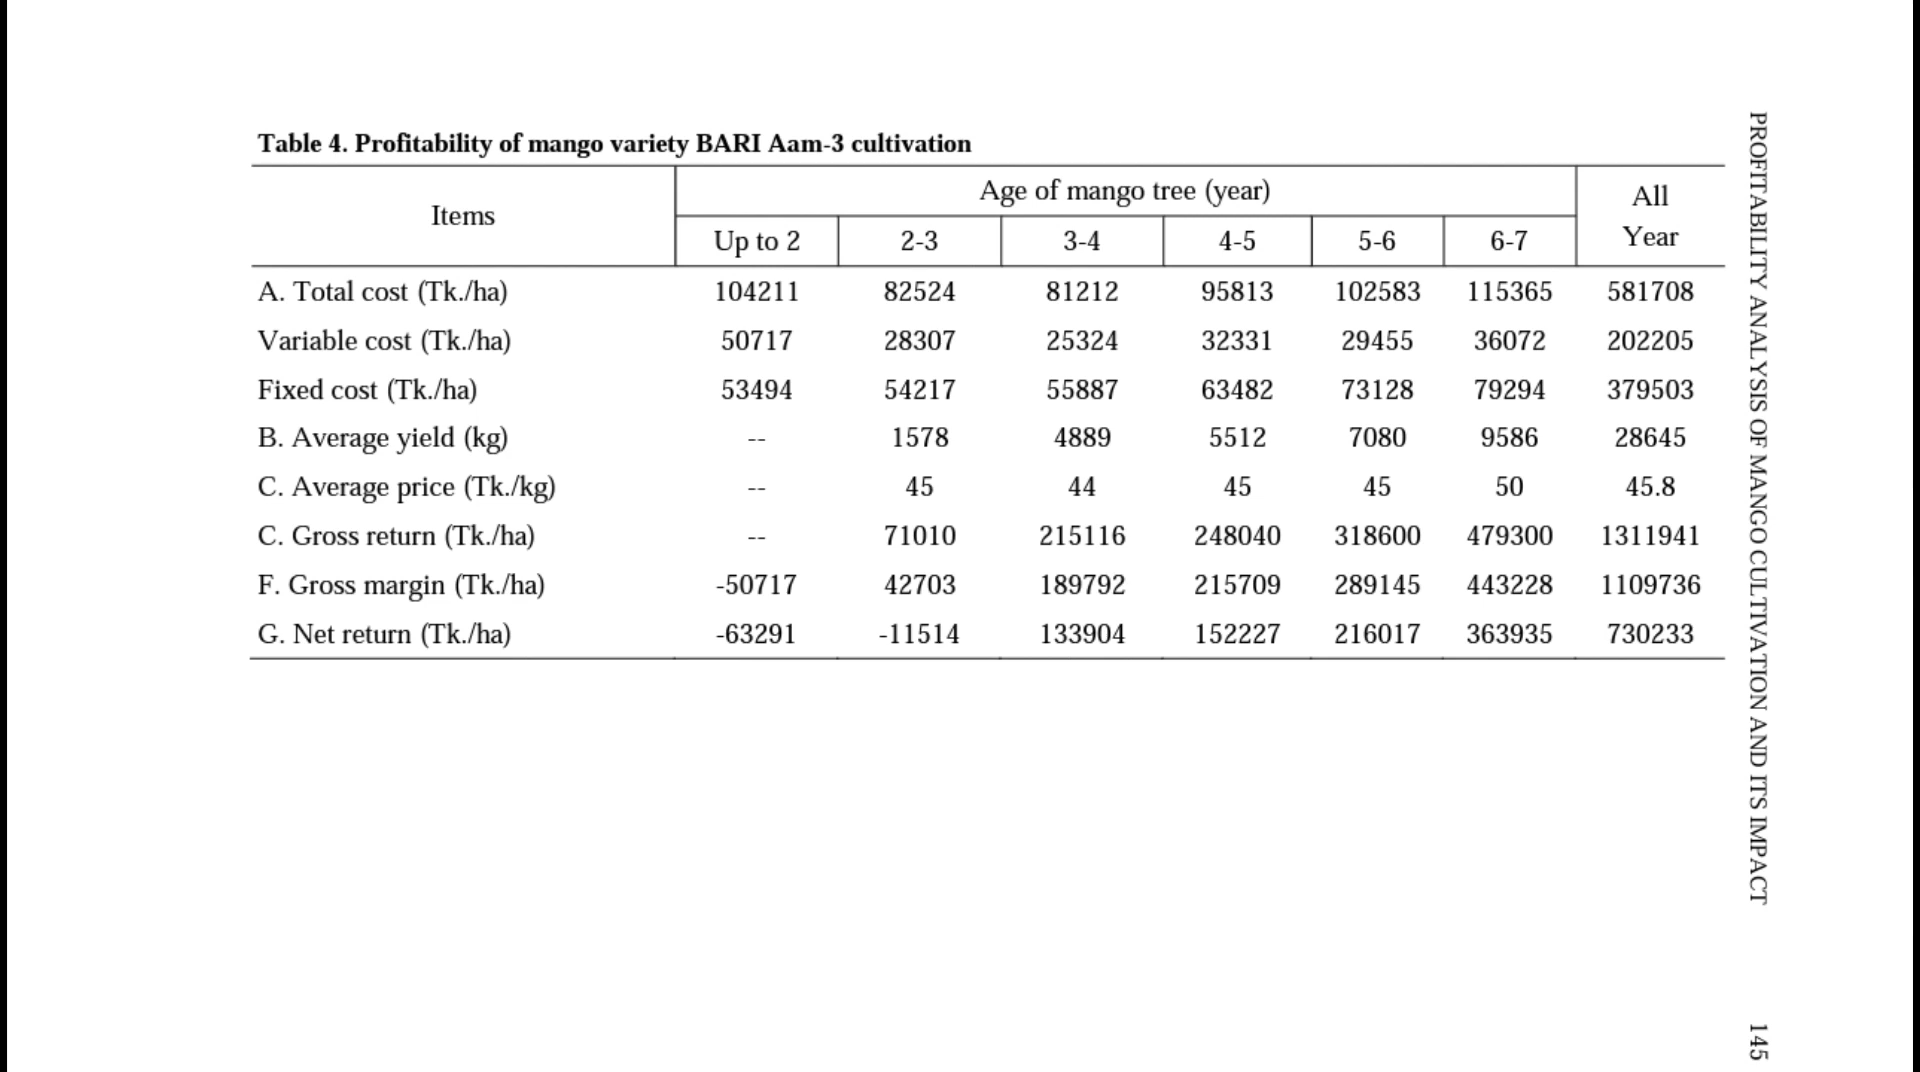 Table 4. Profitability of mango variety BARI Aam-3 cultivation
Items Age of mango tree (year) All Year
Up to 2 2-3 3-4 4-5 5-6 6-7
A. Total cost (Tk./ha) 104211 82524 81212 95813 102583 115365 581708
Variable cost (Tk./ha) 50717 28307 25324 32331 29455 36072 202205
Fixed cost (Tk./ha) 53494 54217 55887 63482 73128 79294 379503
B. Average yield (kg) -- 1578 4889 5512 7080 9586 28645
C. Average price (Tk./kg) -- 45 44 45 45 50 45.8
C. Gross return (Tk./ha) -- 71010 215116 248040 318600 479300 1311941
F. Gross margin (Tk./ha) -50717 42703 189792 215709 289145 443228 1109736
G. Net return (Tk./ha) -63291 -11514 133904 152227 216017 363935 730233
PROFITABILITY ANALYSIS OF MANGO CULTIVATION AND ITS IMPACT 145